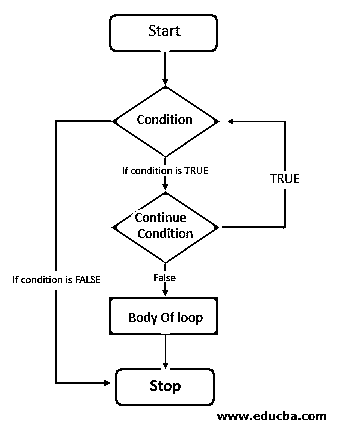 Start
Condition
If condition is TRUE
TRUE
Continue
Condition
False
If condition is FALSE
Body Of loop
Stop
www.educba.com